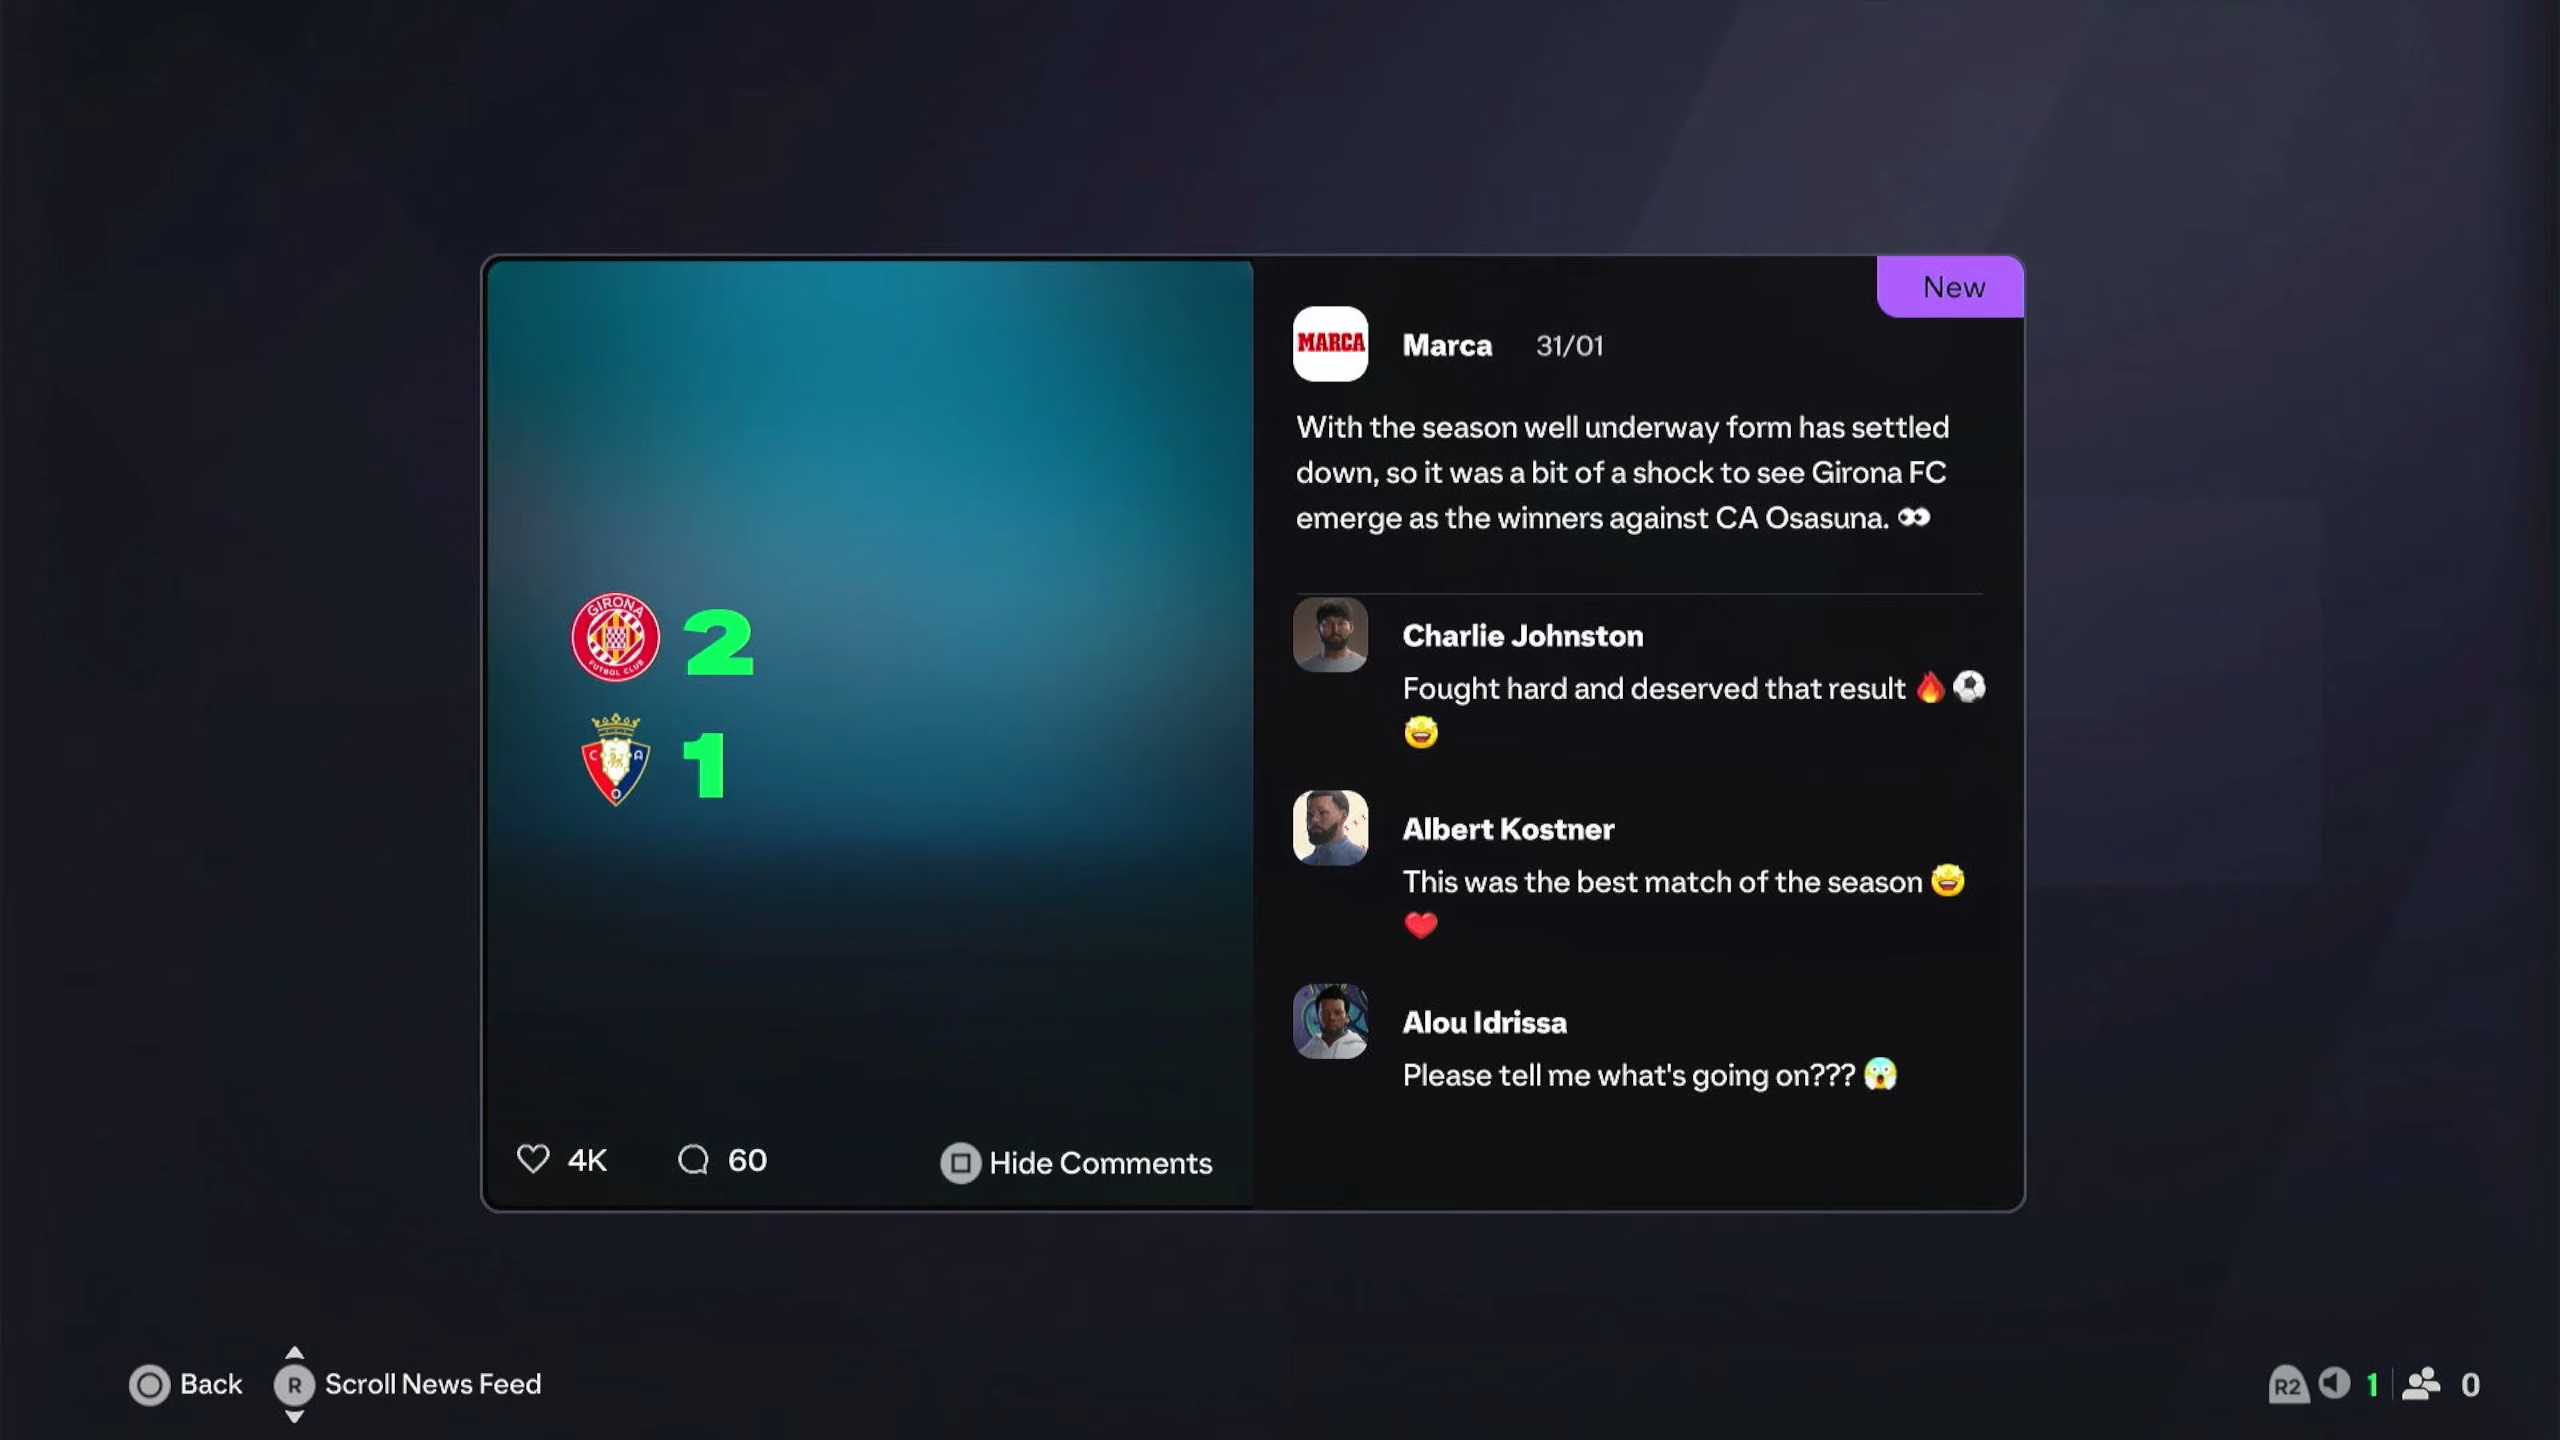 New
MARCA
Marca 31/01
With the season well underway form has settled
down, so it was a bit of a shock to see Girona FC
emerge as the winners against CA Osasuna. 👀
GIRONA
FUTBOL CLUB
2
C A
O
1
Charlie Johnston
Fought hard and deserved that result 🔥⚽
🤩
Albert Kostner
This was the best match of the season 🤩
❤️
Alou Idrissa
Please tell me what's going on??? 😱
4K 60 Hide Comments
Back R Scroll News Feed
R2 1 0